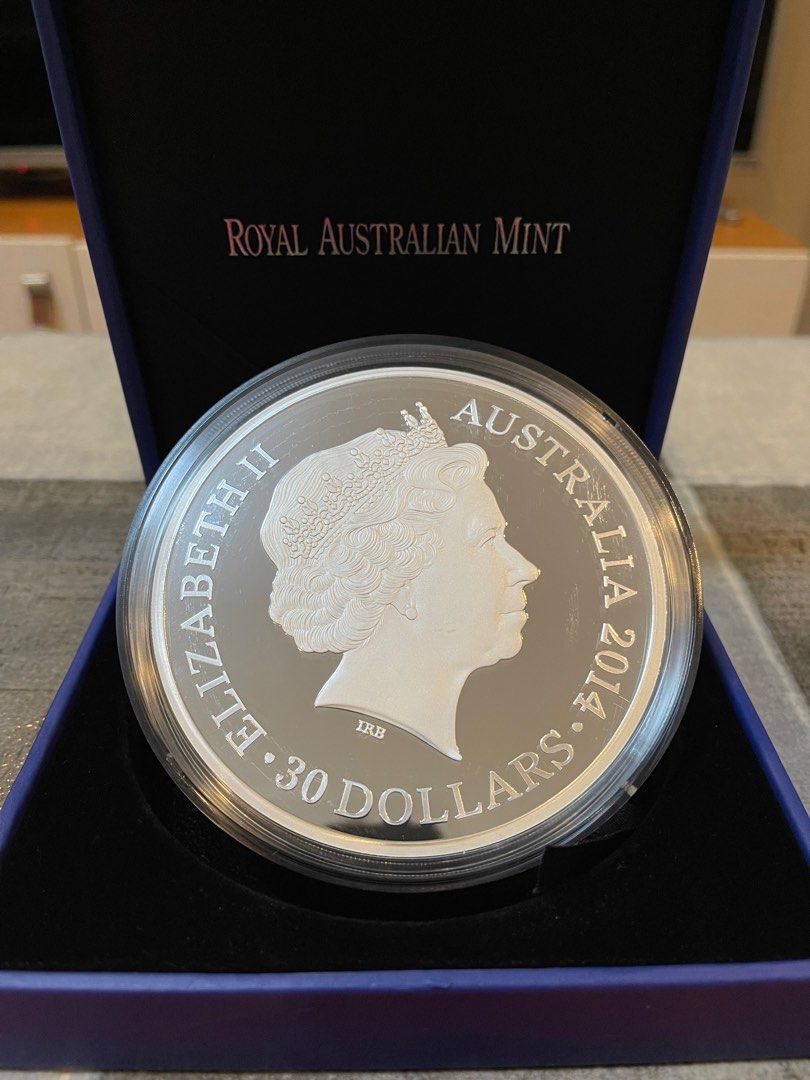 ROYAL AUSTRALIAN MINT
ELIZABETH II
AUSTRALIA 2014
IRB
·30 DOLLARS·